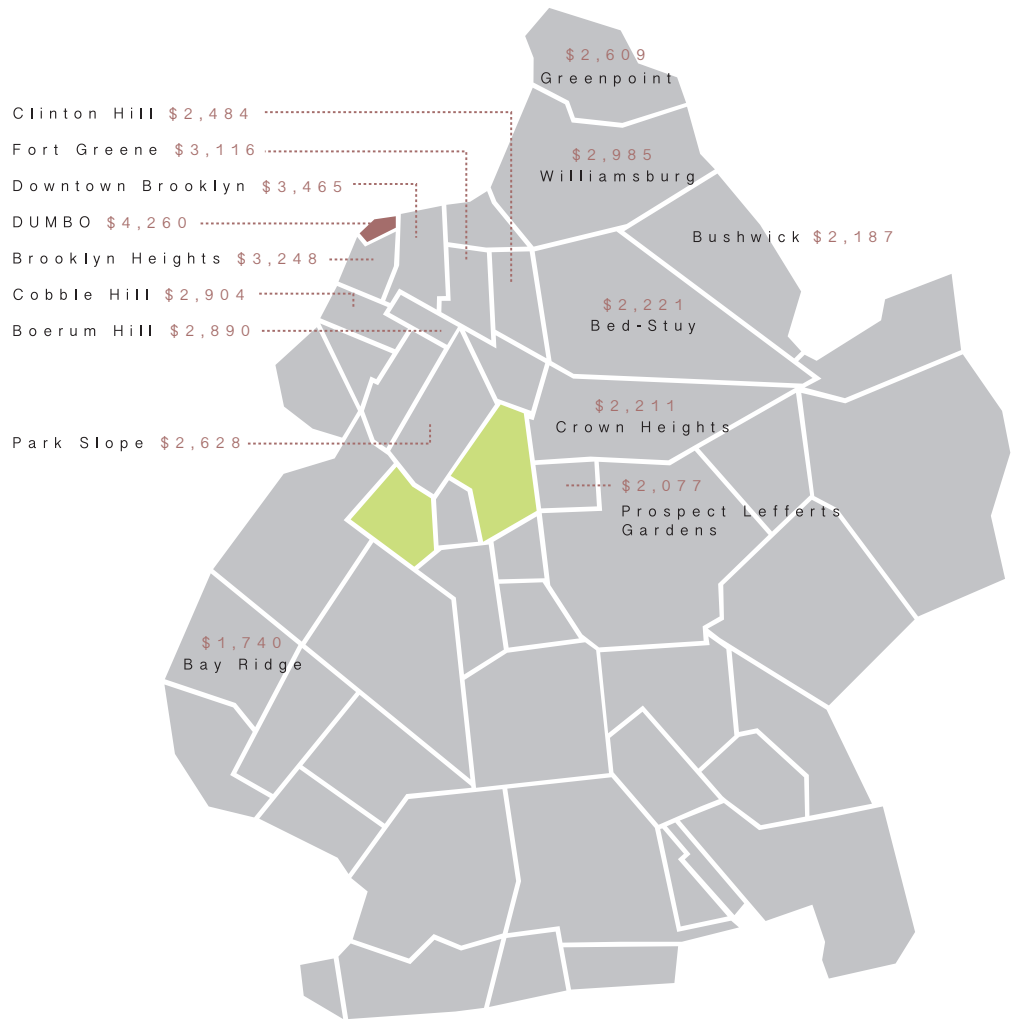 $2,609
Greenpoint
Clinton Hill $2,484
Fort Greene $3,116
$2,985
Williamsburg
Downtown Brooklyn $3,465
DUMBO $4,260
Bushwick $2,187
Brooklyn Heights $3,248
Cobble Hill $2,904
$2,221
Bed-Stuy
Boerum Hill $2,890
$2,211
Crown Heights
Park Slope $2,628
$2,077
Prospect Lefferts
Gardens
$1,740
Bay Ridge